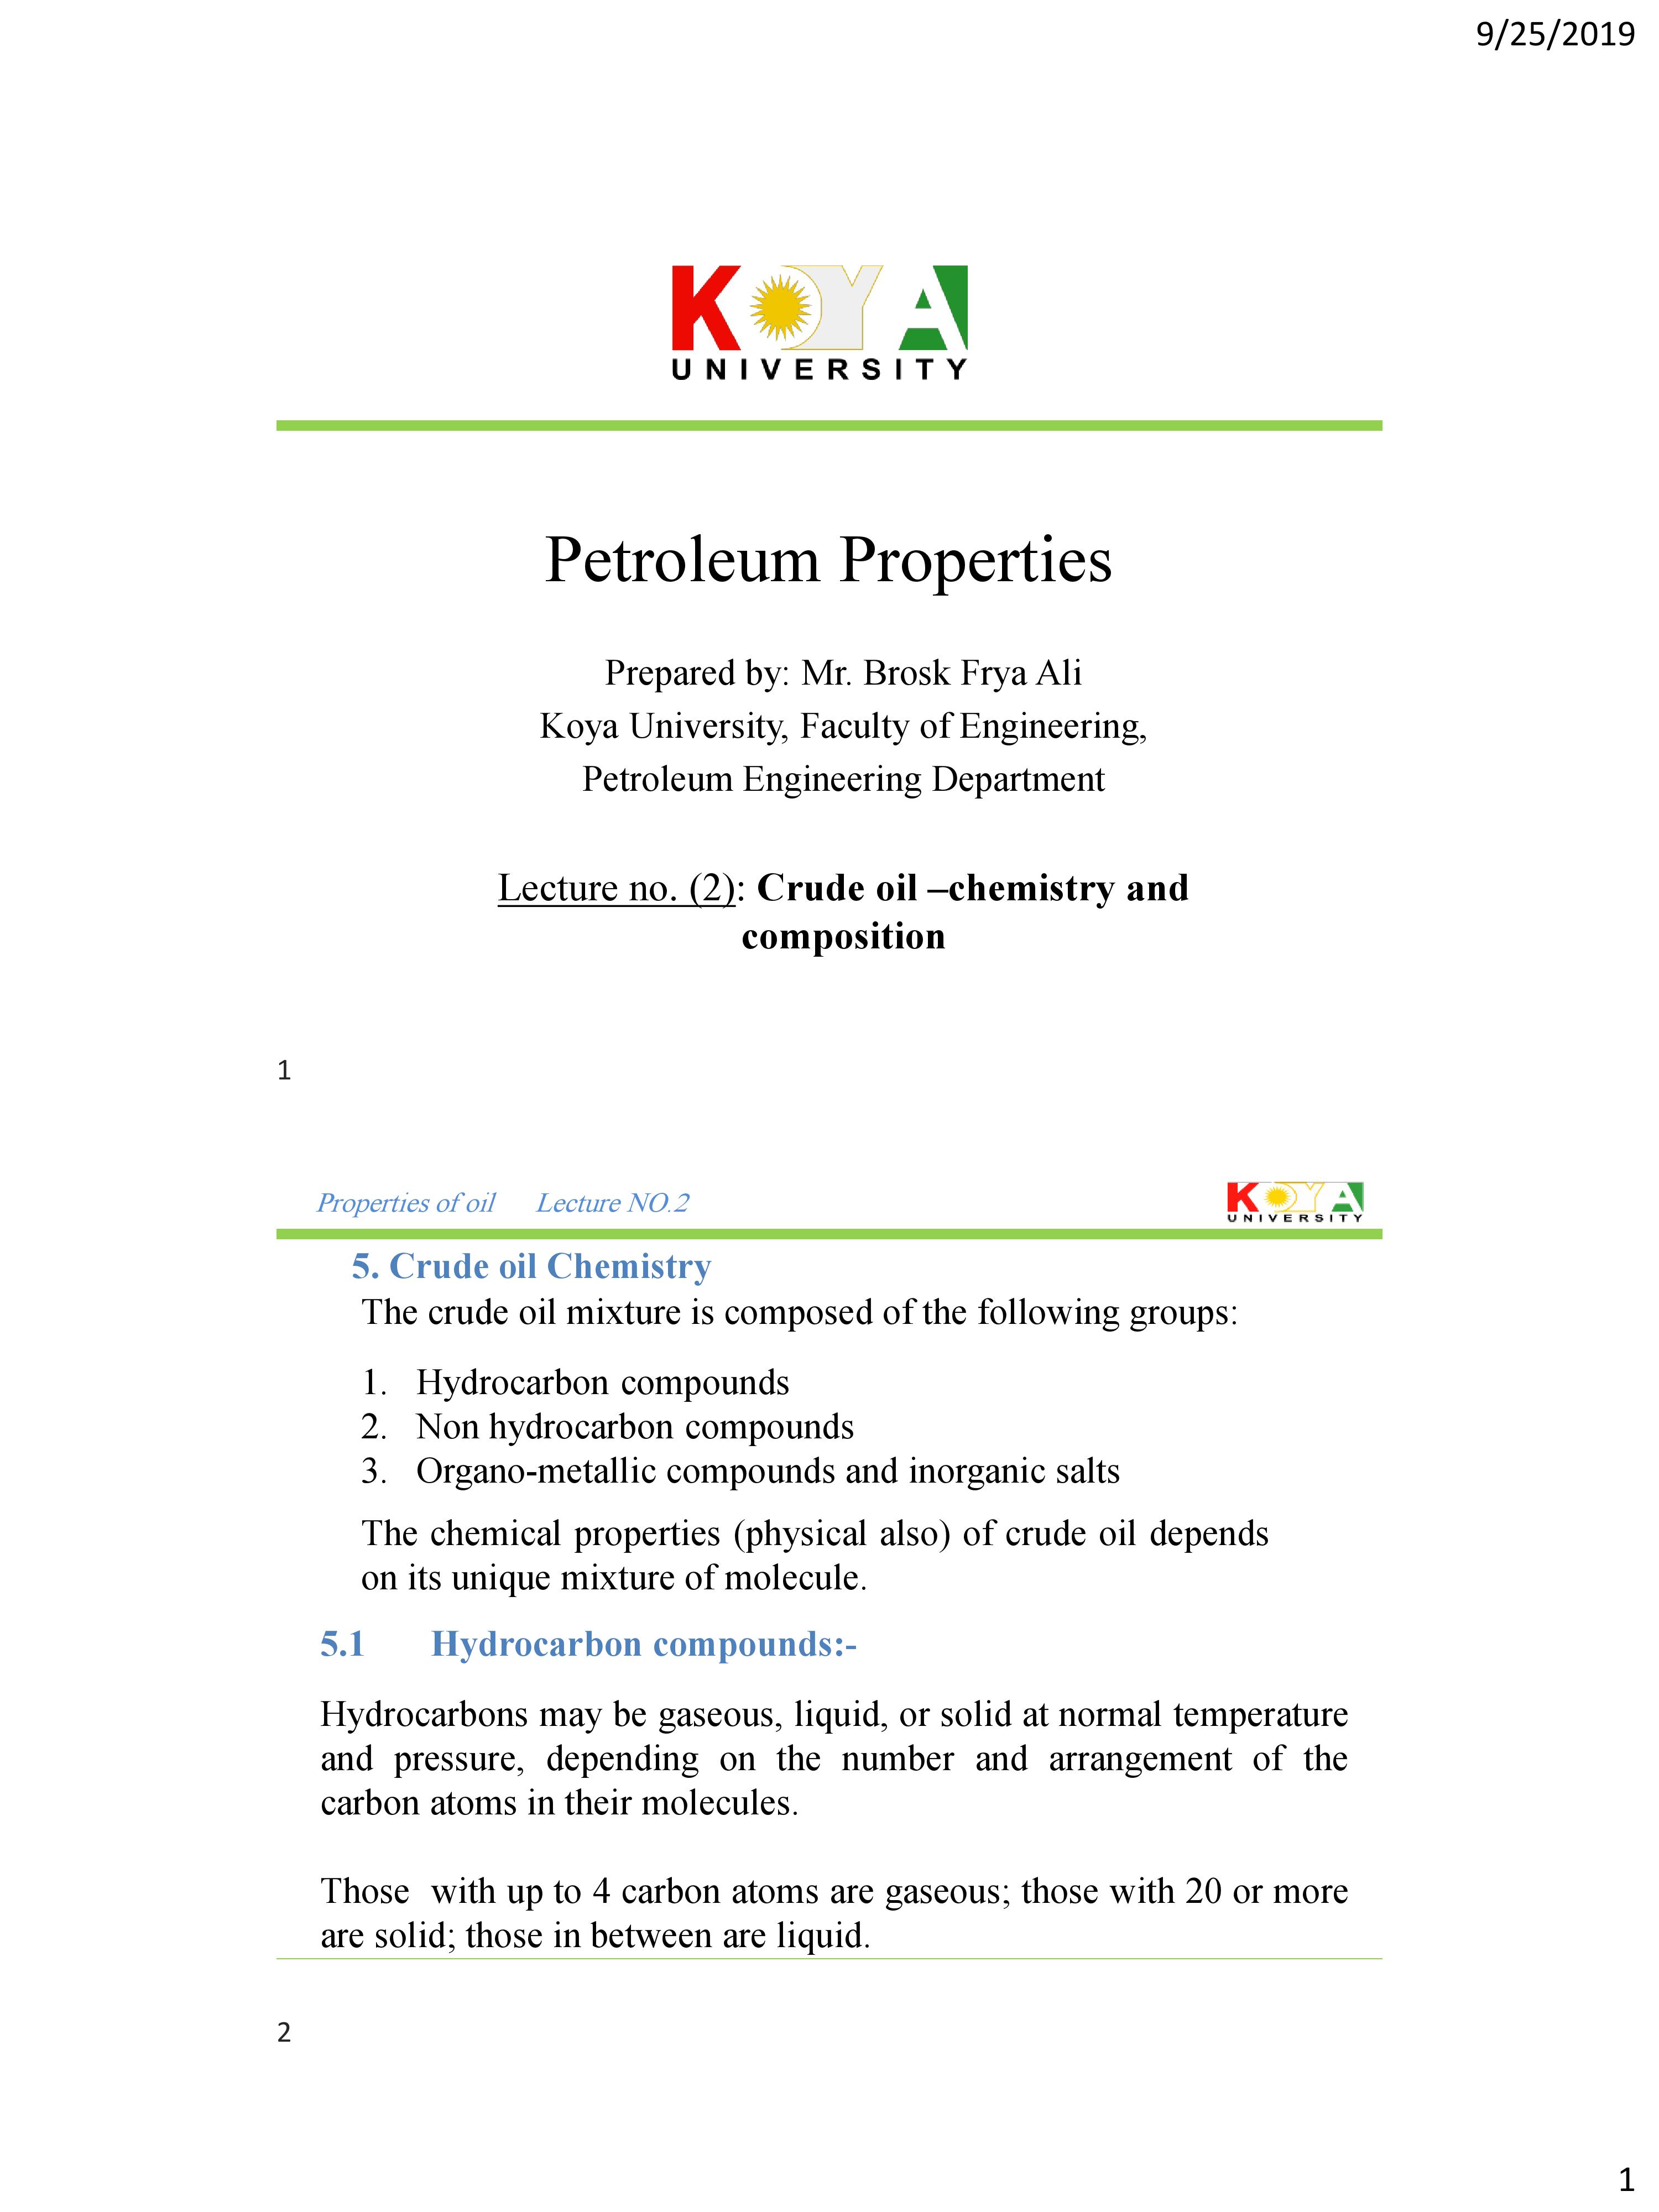 9/25/2019
KOYA
UNIVERSITY
Petroleum Properties
Prepared by: Mr. Brosk Frya Ali
Koya University, Faculty of Engineering,
Petroleum Engineering Department
Lecture no. (2): Crude oil –chemistry and
composition
1
Properties of oil Lecture NO.2
KOYA
UNIVERSITY
5. Crude oil Chemistry
The crude oil mixture is composed of the following groups:
1. Hydrocarbon compounds
2. Non hydrocarbon compounds
3. Organo-metallic compounds and inorganic salts
The chemical properties (physical also) of crude oil depends
on its unique mixture of molecule.
5.1 Hydrocarbon compounds:-
Hydrocarbons may be gaseous, liquid, or solid at normal temperature
and pressure, depending on the number and arrangement of the
carbon atoms in their molecules.
Those with up to 4 carbon atoms are gaseous; those with 20 or more
are solid; those in between are liquid.
2
1